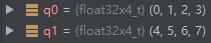 q0 = {float32x4_t} (0, 1, 2, 3)
q1 = {float32x4_t} (4, 5, 6, 7)